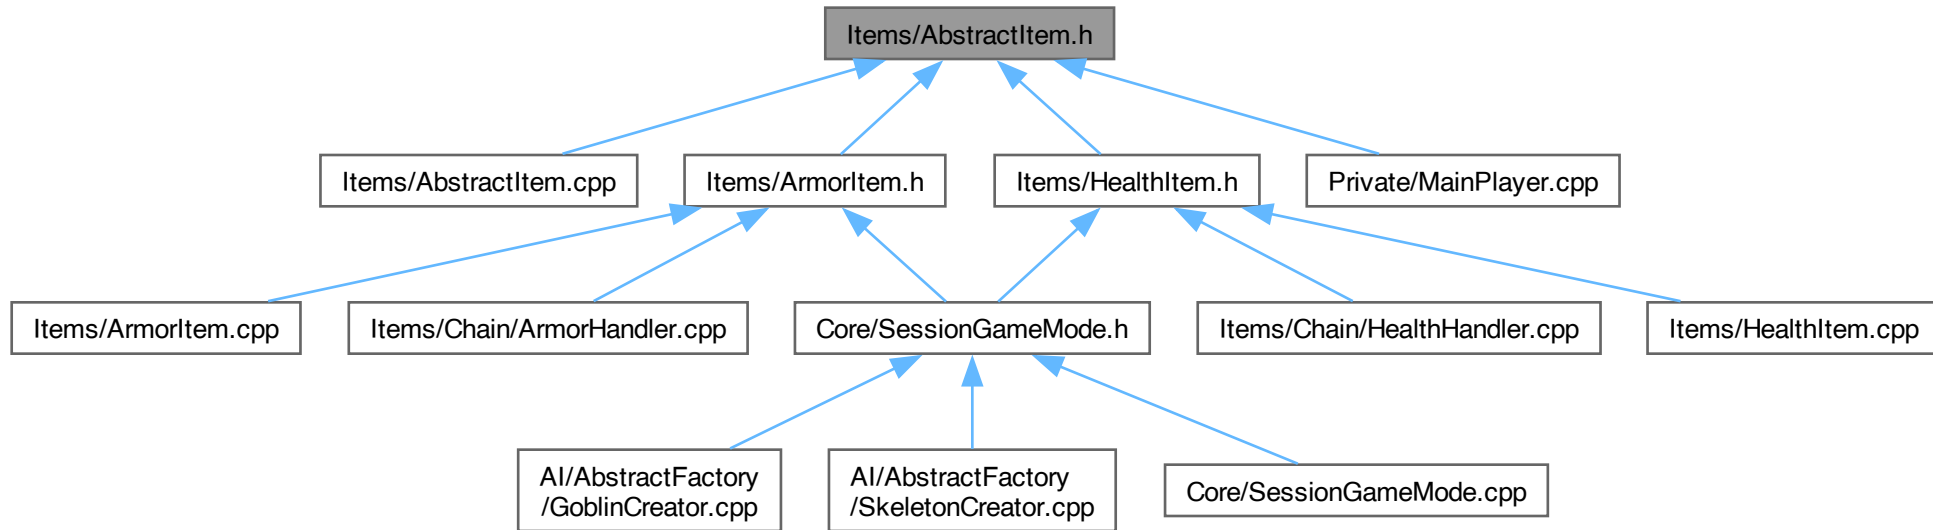 Items/AbstractItem.h
Items/AbstractItem.cpp
Items/ArmorItem.h
Items/HealthItem.h
Private/MainPlayer.cpp
Items/ArmorItem.cpp
Items/Chain/ArmorHandler.cpp
Core/SessionGameMode.h
Items/Chain/HealthHandler.cpp
Items/HealthItem.cpp
AI/AbstractFactory
/GoblinCreator.cpp
AI/AbstractFactory
/SkeletonCreator.cpp
Core/SessionGameMode.cpp